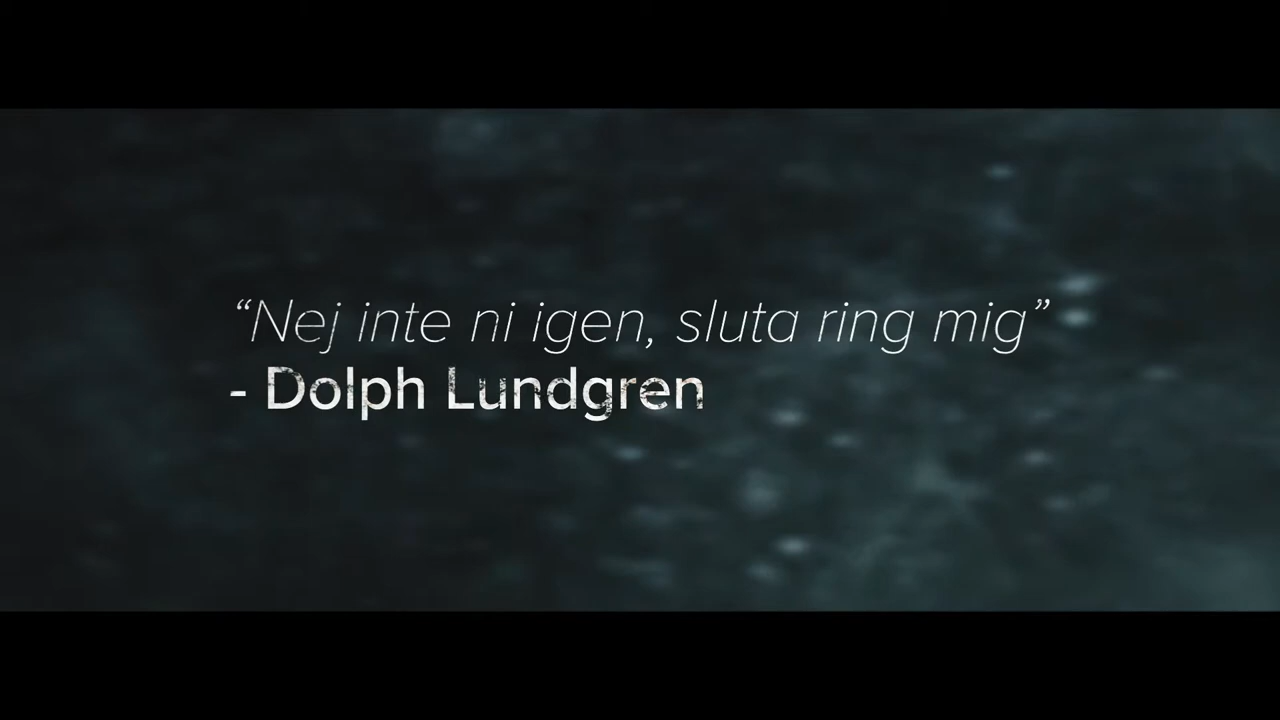 “Nej inte ni igen, sluta ring mig”
- Dolph Lundgren